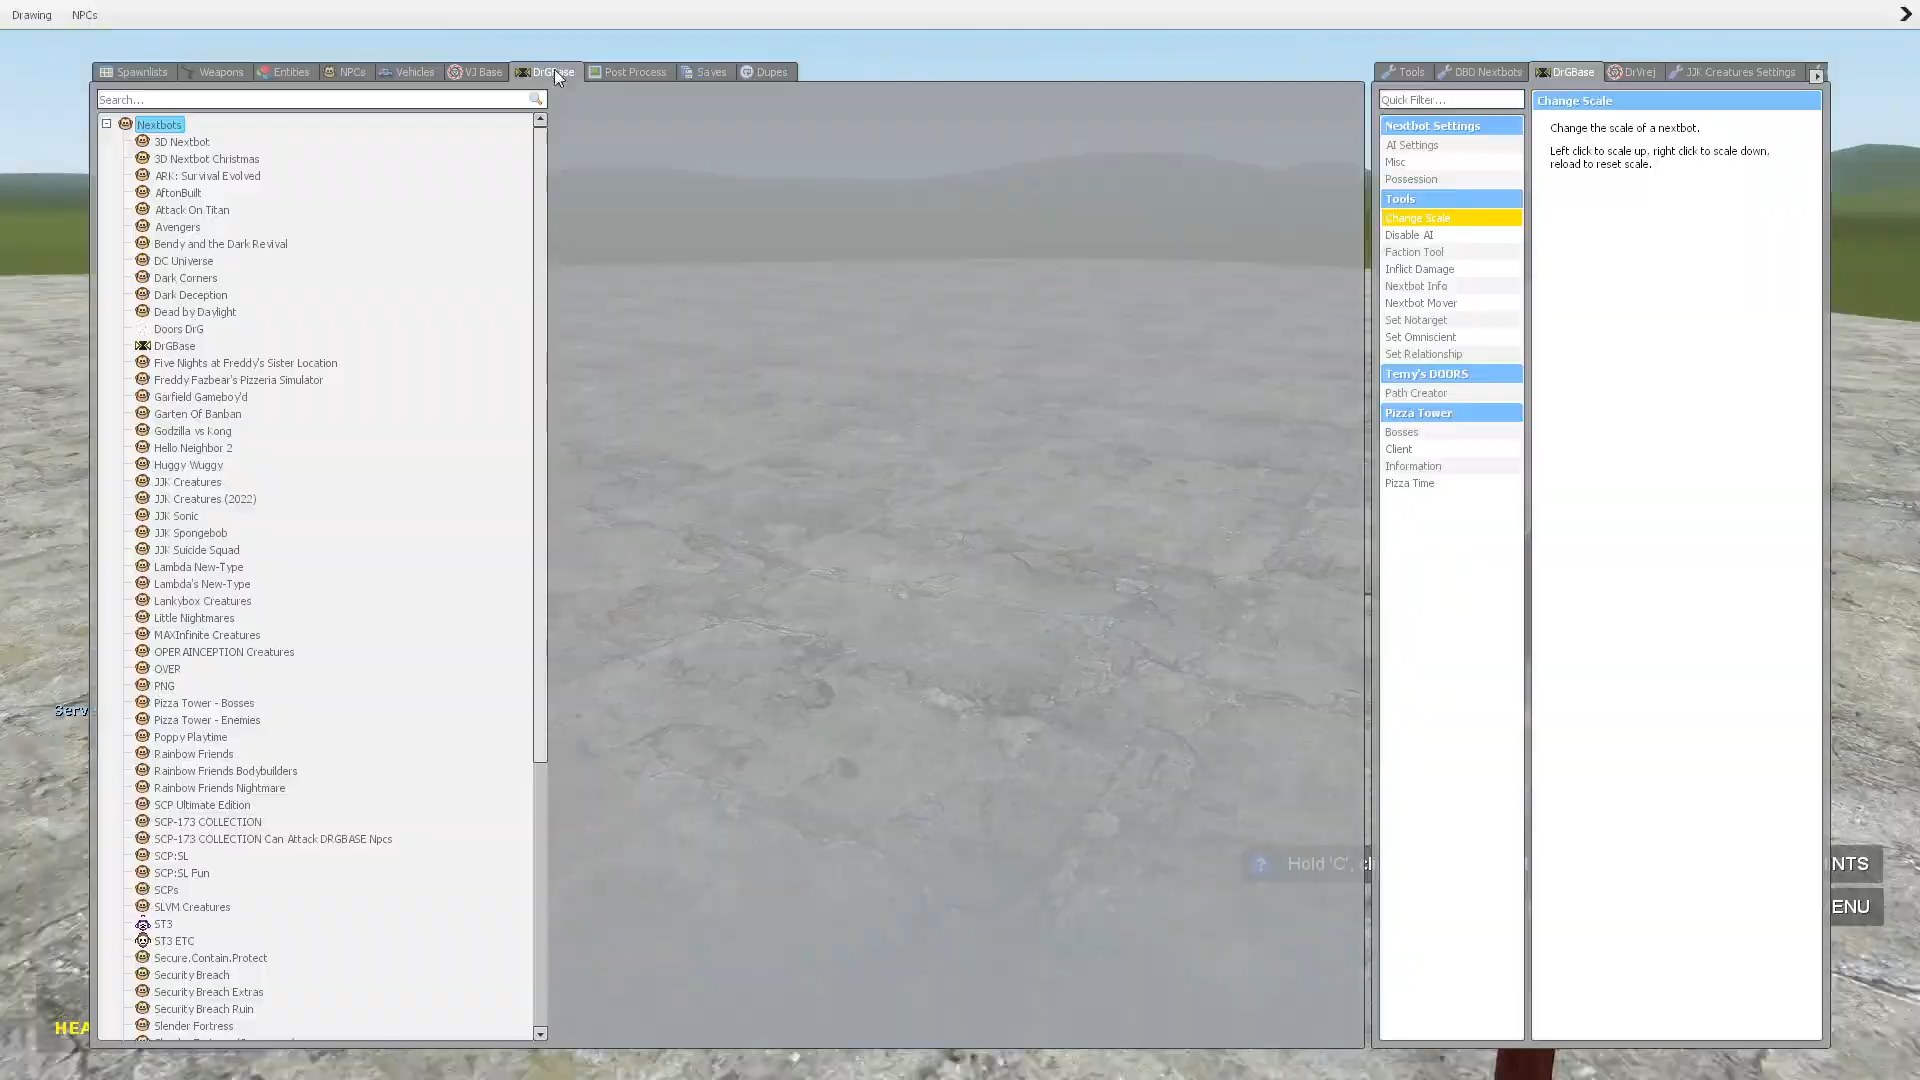 Drawing NPCs
Spawnlists Weapons Entities NPCs Vehicles VJ Base DrGBase Post Process Saves Dupes
Search...
Nextbots
3D Nextbot
3D Nextbot Christmas
ARK: Survival Evolved
AftonBuilt
Attack On Titan
Avengers
Bendy and the Dark Revival
DC Universe
Dark Corners
Dark Deception
Dead by Daylight
Doors DrG
DrGBase
Five Nights at Freddy's Sister Location
Freddy Fazbear's Pizzeria Simulator
Garfield Gameboy'd
Garten Of Banban
Godzilla vs Kong
Hello Neighbor 2
Huggy Wuggy
JJK Creatures
JJK Creatures (2022)
JJK Sonic
JJK Spongebob
JJK Suicide Squad
Lambda New-Type
Lambda's New-Type
Lankybox Creatures
Little Nightmares
MAXInfinite Creatures
OPERAINCEPTION Creatures
OVER
PNG
Pizza Tower - Bosses
Pizza Tower - Enemies
Poppy Playtime
Rainbow Friends
Rainbow Friends Bodybuilders
Rainbow Friends Nightmare
SCP Ultimate Edition
SCP-173 COLLECTION
SCP-173 COLLECTION Can Attack DRGBASE Npcs
SCP:SL
SCP:SL Fun
SCPs
SLVM Creatures
ST3
ST3 ETC
Secure.Contain.Protect
Security Breach
Security Breach Extras
Security Breach Ruin
Slender Fortress
Serv
HEA
Hold 'C', cli
Tools DBD Nextbots DrGBase DrVrej JJK Creatures Settings
Quick Filter...
Nextbot Settings
AI Settings
Misc
Possession
Tools
Change Scale
Disable AI
Faction Tool
Inflict Damage
Nextbot Info
Nextbot Mover
Set Notarget
Set Omniscient
Set Relationship
Temy's DOORS
Path Creator
Pizza Tower
Bosses
Client
Information
Pizza Time
Change Scale
Change the scale of a nextbot.
Left click to scale up, right click to scale down,
reload to reset scale.
NTS
ENU